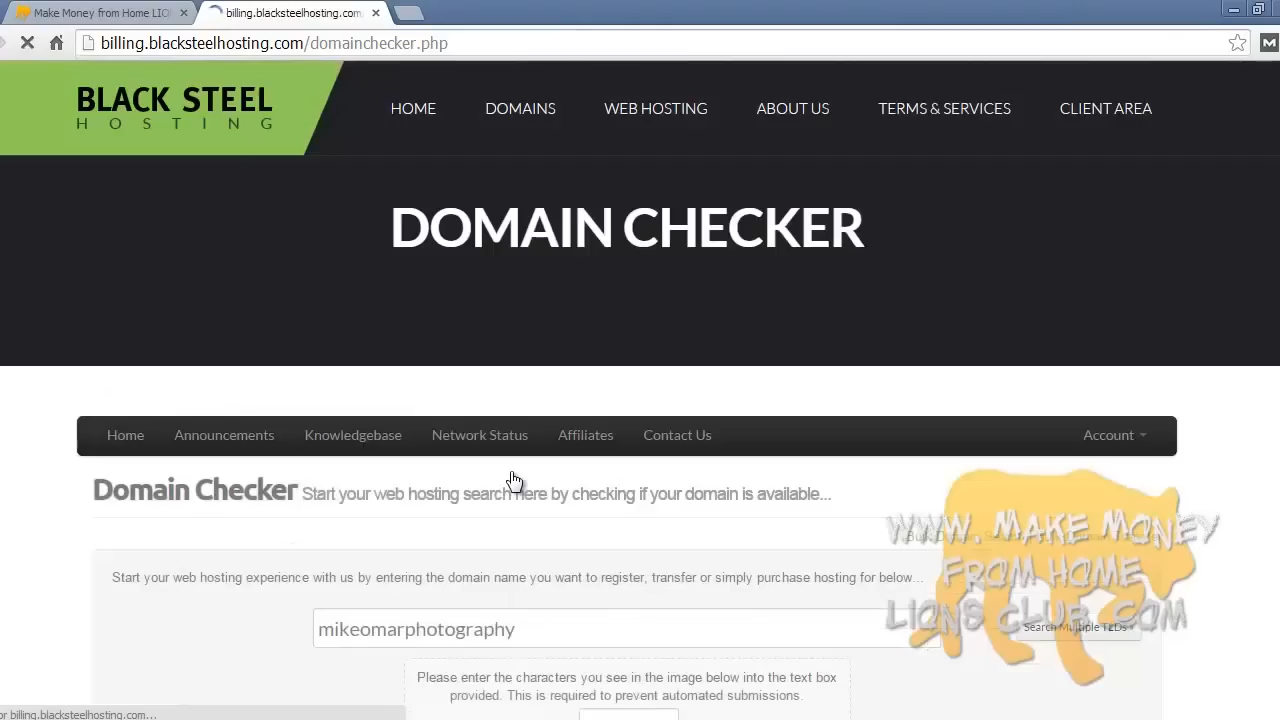 Make Money from Home LIO
billing.blacksteelhosting.com
billing.blacksteelhosting.com/domainchecker.php
BLACK STEEL
HOSTING
HOME DOMAINS WEB HOSTING ABOUT US TERMS & SERVICES CLIENT AREA
DOMAIN CHECKER
Home Announcements Knowledgebase Network Status Affiliates Contact Us Account
Domain Checker Start your web hosting search here by checking if your domain is available...
Start your web hosting experience with us by entering the domain name you want to register, transfer or simply purchase hosting for below...
mikeomarphotography
Search Multiple TLDs »
Please enter the characters you see in the image below into the text box
provided. This is required to prevent automated submissions.
WWW. MAKE MONEY
FROM HOME
LIONS CLUB.COM
or billing.blacksteelhosting.com...